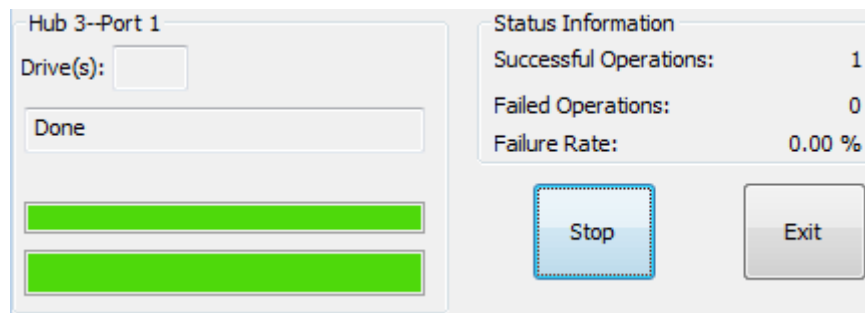 Hub 3--Port 1
Drive(s):
Done
Status Information
Successful Operations: 1
Failed Operations: 0
Failure Rate: 0.00 %
Stop
Exit